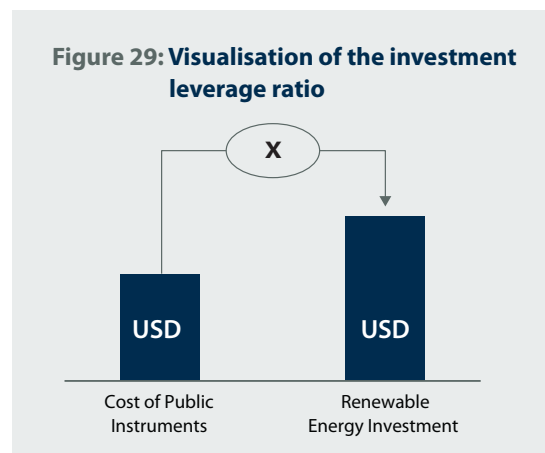 Figure 29: Visualisation of the investment
leverage ratio
X
USD
USD
Cost of Public
Instruments
Renewable
Energy Investment